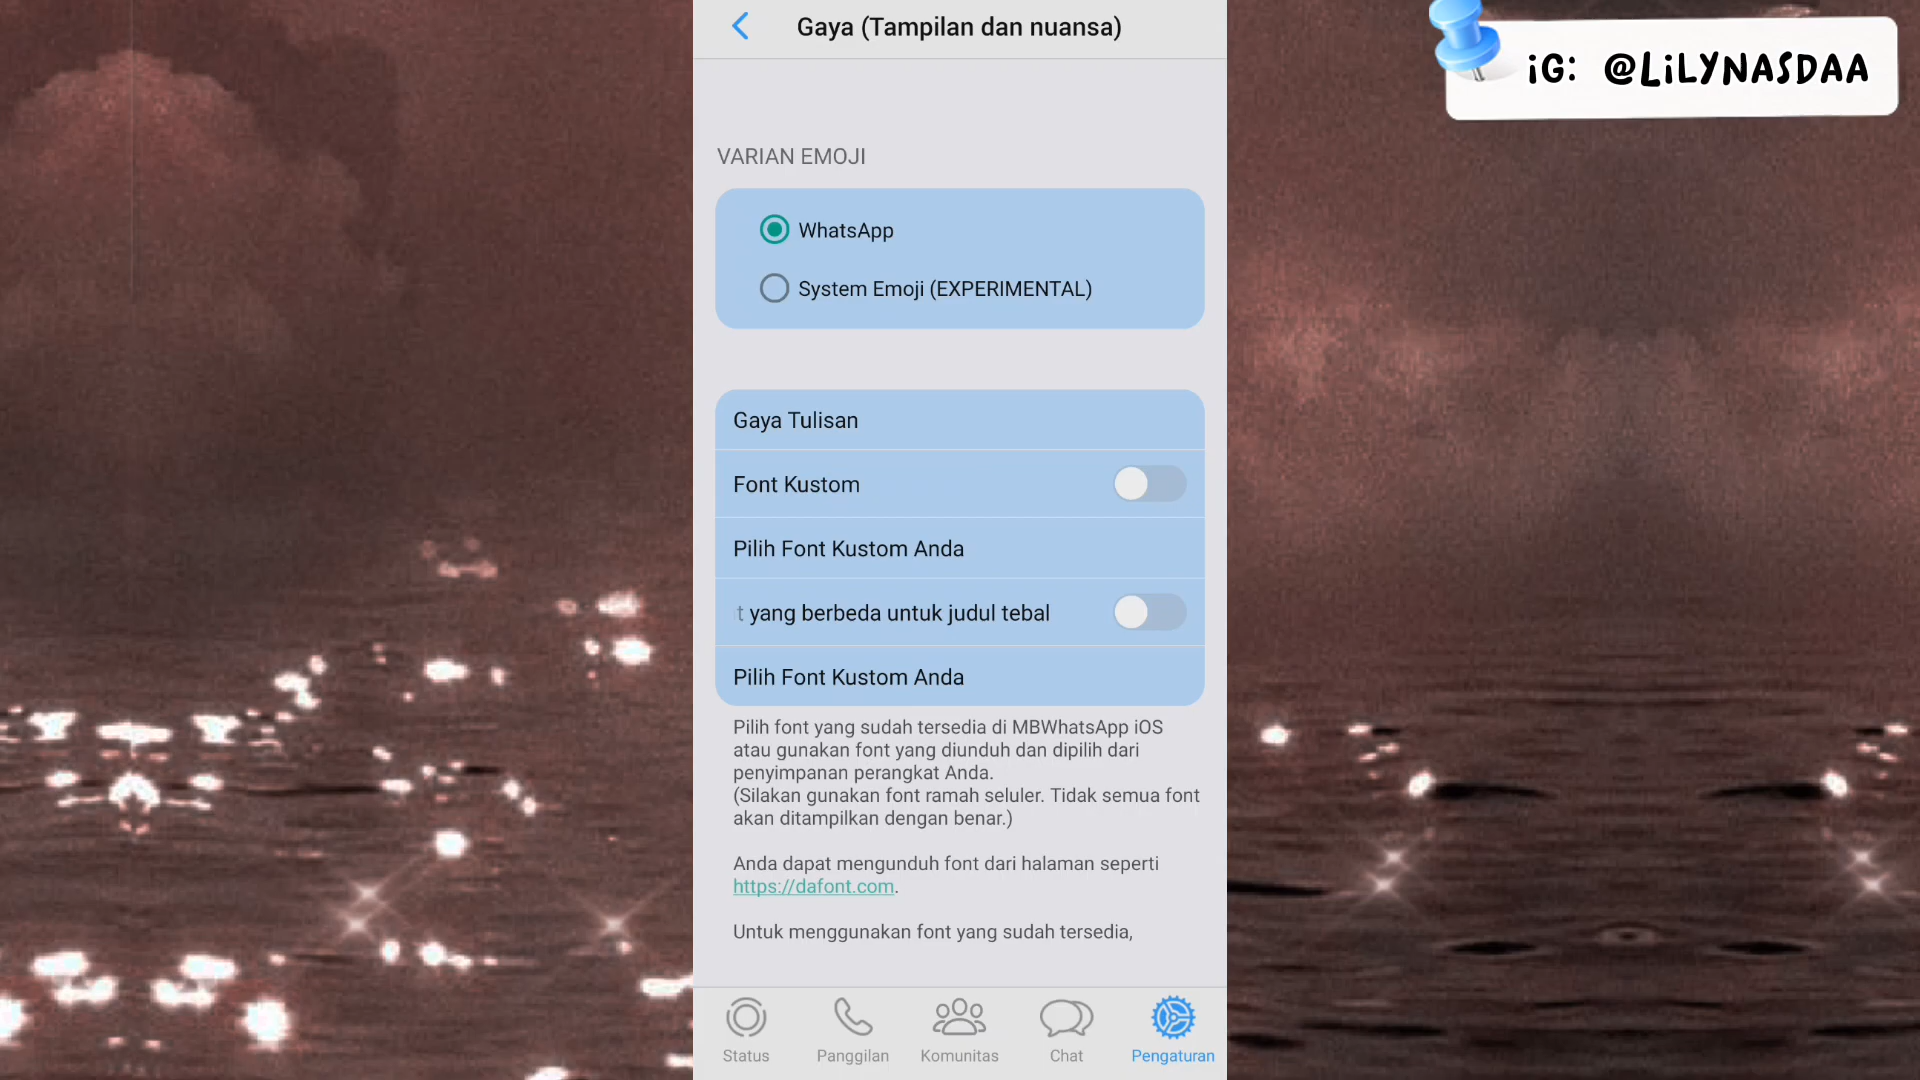 Gaya (Tampilan dan nuansa)
iG: @LiLYNASDAA
VARIAN EMOJI
WhatsApp
System Emoji (EXPERIMENTAL)
Gaya Tulisan
Font Kustom
Pilih Font Kustom Anda
t yang berbeda untuk judul tebal
Pilih Font Kustom Anda
Pilih font yang sudah tersedia di MBWhatsApp iOS
atau gunakan font yang diunduh dan dipilih dari
penyimpanan perangkat Anda.
(Silakan gunakan font ramah seluler. Tidak semua font
akan ditampilkan dengan benar.)
Anda dapat mengunduh font dari halaman seperti
https://dafont.com.
Untuk menggunakan font yang sudah tersedia,
Status
Panggilan
Komunitas
Chat
Pengaturan